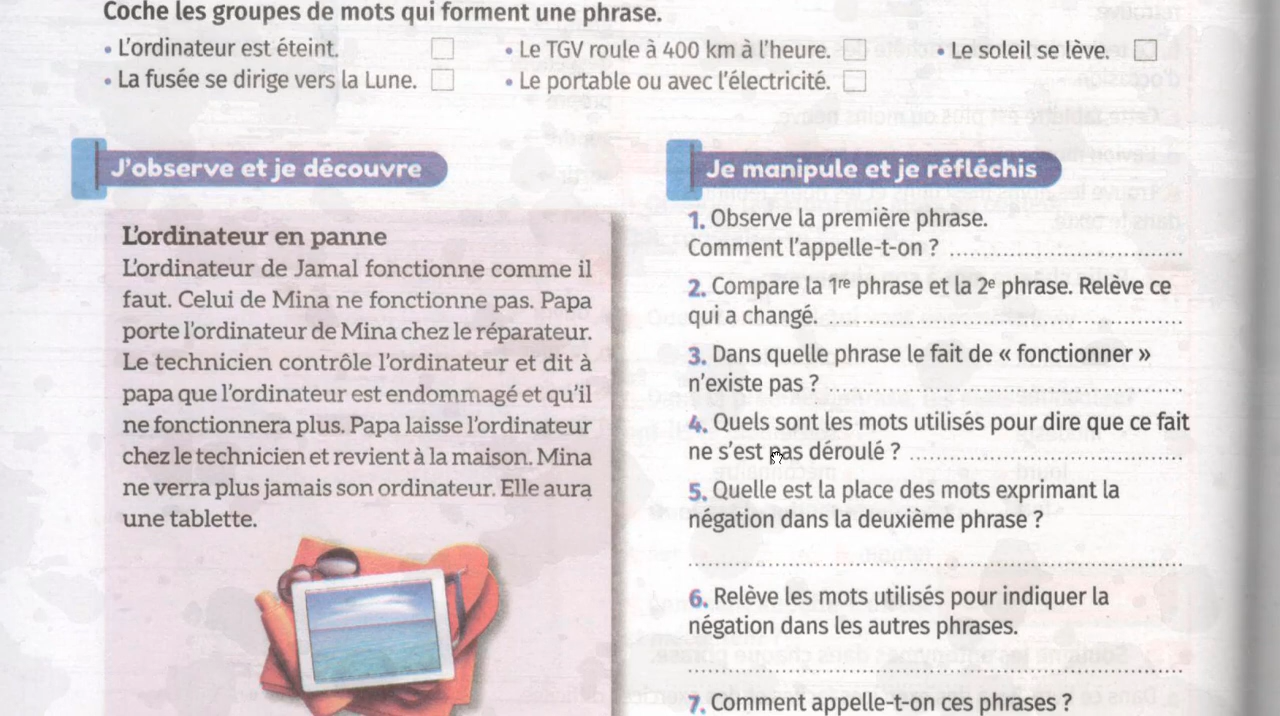 Coche les groupes de mots qui forment une phrase.
• L'ordinateur est éteint.
• Le TGV roule à 400 km à l'heure.
• Le soleil se lève.
• La fusée se dirige vers la Lune.
• Le portable ou avec l'électricité.
J'observe et je découvre
L'ordinateur en panne
L'ordinateur de Jamal fonctionne comme il
faut. Celui de Mina ne fonctionne pas. Papa
porte l'ordinateur de Mina chez le réparateur.
Le technicien contrôle l'ordinateur et dit à
papa que l'ordinateur est endommagé et qu'il
ne fonctionnera plus. Papa laisse l'ordinateur
chez le technicien et revient à la maison. Mina
ne verra plus jamais son ordinateur. Elle aura
une tablette.
Je manipule et je réfléchis
1. Observe la première phrase.
Comment l'appelle-t-on ? ..............................
2. Compare la 1re phrase et la 2e phrase. Relève ce
qui a changé. ..............................
3. Dans quelle phrase le fait de « fonctionner »
n'existe pas ? ..............................
4. Quels sont les mots utilisés pour dire que ce fait
ne s'est pas déroulé ? ..............................
5. Quelle est la place des mots exprimant la
négation dans la deuxième phrase ?
..............................
6. Relève les mots utilisés pour indiquer la
négation dans les autres phrases.
..............................
7. Comment appelle-t-on ces phrases ?